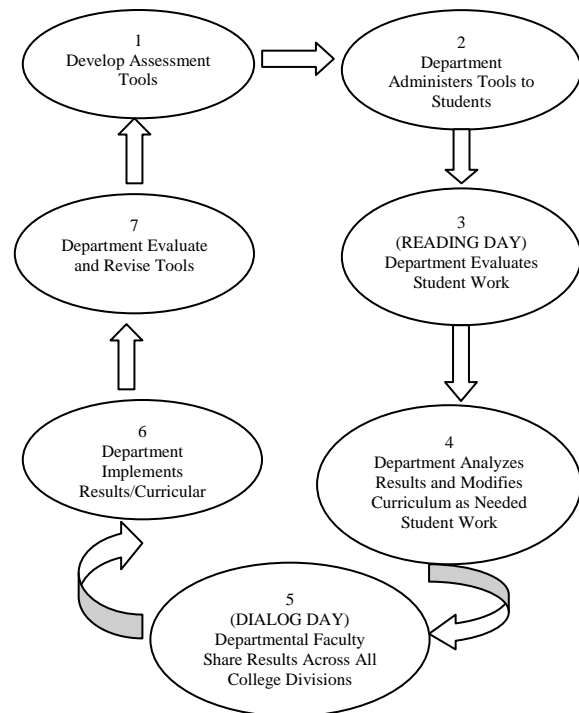 1
Develop Assessment
Tools
2
Department
Administers Tools to
Students
3
(READING DAY)
Department Evaluates
Student Work
4
Department Analyzes
Results and Modifies
Curriculum as Needed
Student Work
5
(DIALOG DAY)
Departmental Faculty
Share Results Across All
College Divisions
6
Department
Implements
Results/Curricular
7
Department Evaluate
and Revise Tools